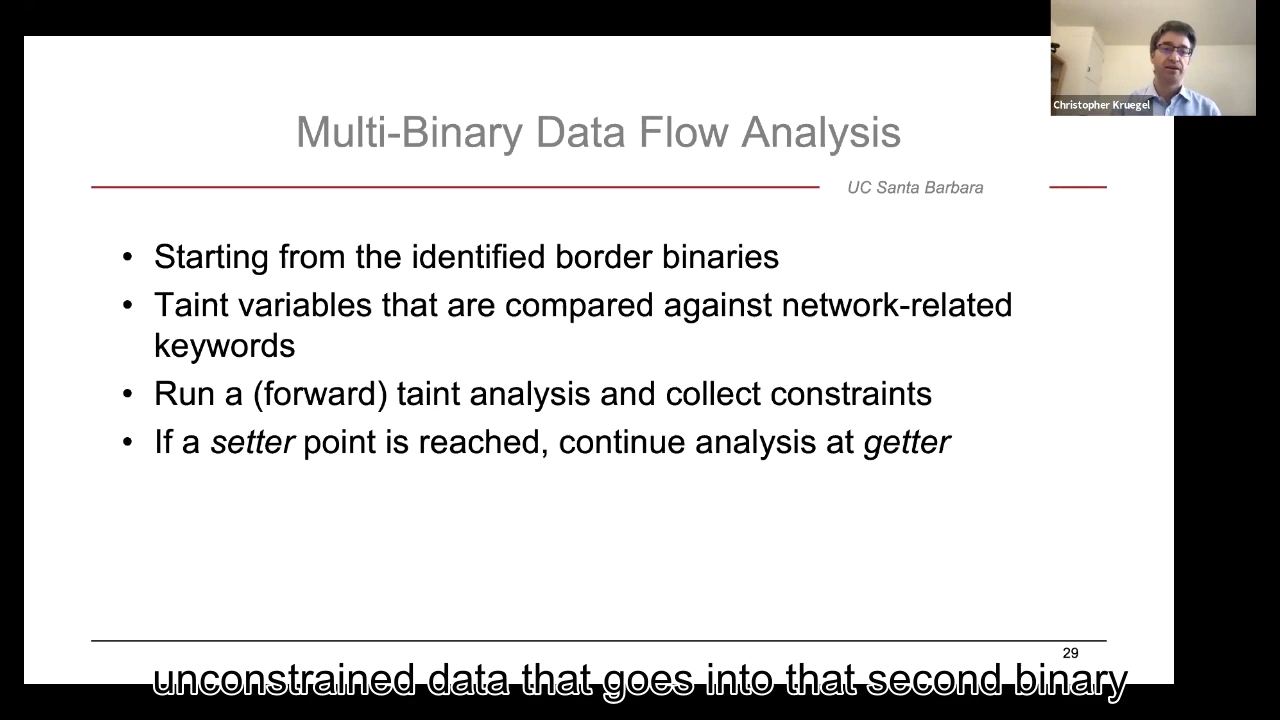 Christopher Kruegel
Multi-Binary Data Flow Analysis
UC Santa Barbara
• Starting from the identified border binaries
• Taint variables that are compared against network-related
keywords
• Run a (forward) taint analysis and collect constraints
• If a setter point is reached, continue analysis at getter
29
unconstrained data that goes into that second binary